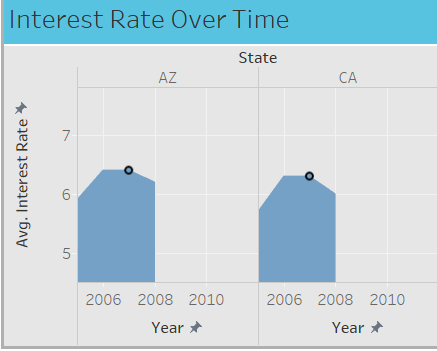 Interest Rate Over Time
State
AZ CA
Avg. Interest Rate
7
6
5
2006 2008 2010 2006 2008 2010
Year Year